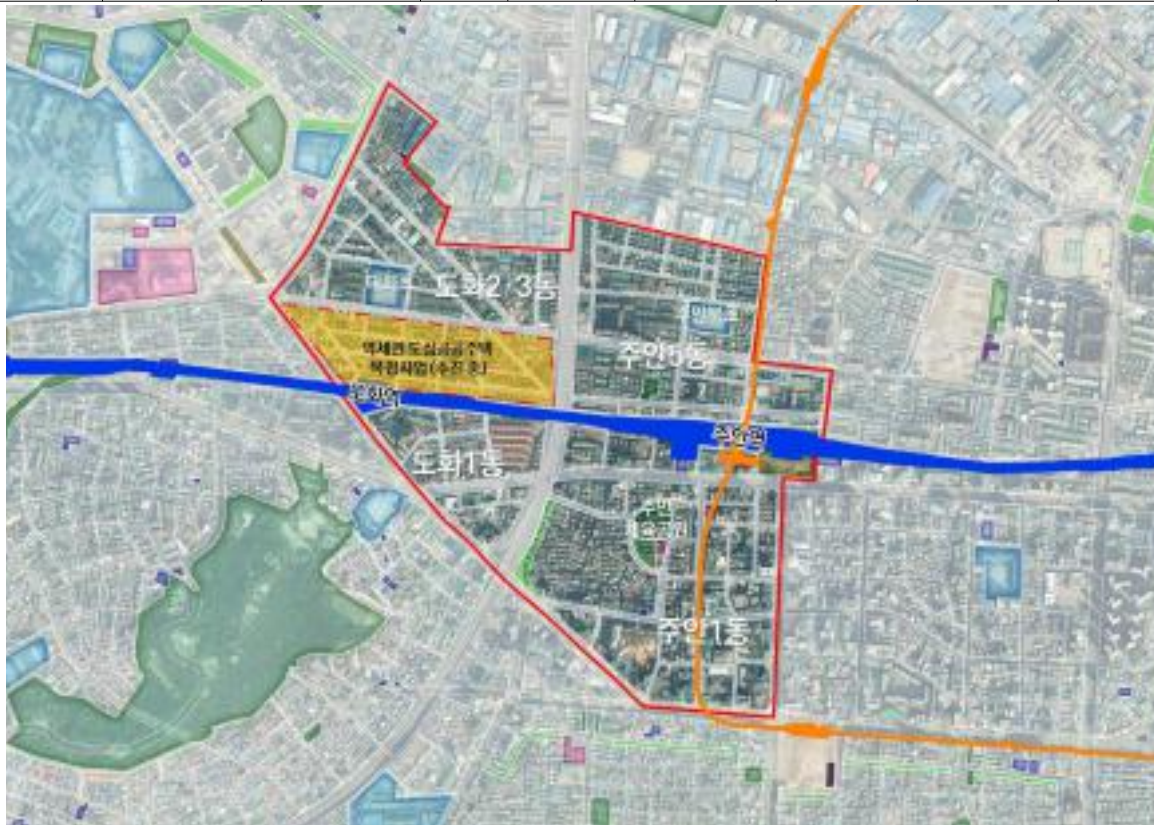 도화2, 3동
역세권 도심공공주택
복합사업(추진 중)
주안5동
도화역
주안역
도화1동
주안1동